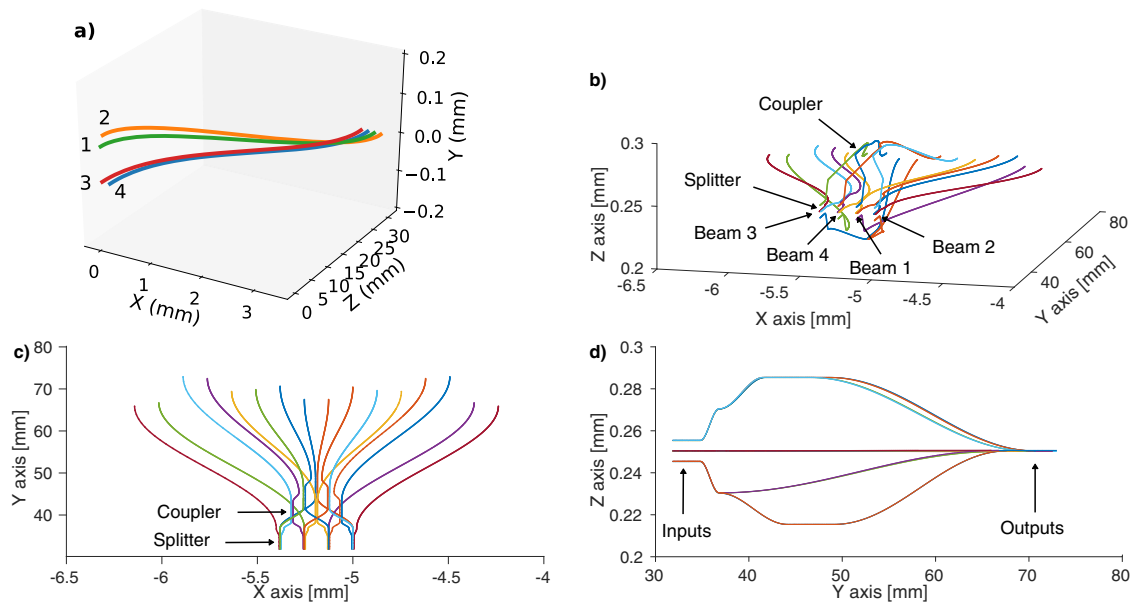 a)
2
1
3
4
0.2
0.1
0.0
−0.1
−0.2
Y (mm)
0
1
2
3
X (mm)
0
5
10
15
20
25
30
Z (mm)
b)
Coupler
Splitter
Beam 3
Beam 4
Beam 1
Beam 2
0.3
0.25
0.2
Z axis [mm]
-6.5
-6
-5.5
-5
-4.5
-4
X axis [mm]
40
60
80
Y axis [mm]
c)
80
70
60
50
40
Y axis [mm]
Coupler
Splitter
-6.5
-6
-5.5
-5
-4.5
-4
X axis [mm]
d)
0.3
0.28
0.26
0.24
0.22
0.2
Z axis [mm]
Inputs
Outputs
30
40
50
60
70
80
Y axis [mm]